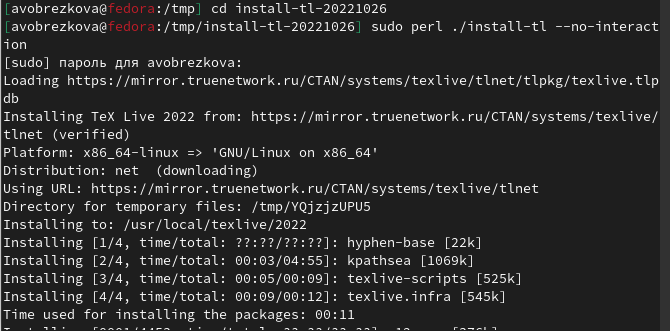 [avobrezkova@fedora:/tmp] cd install-tl-20221026
[avobrezkova@fedora:/tmp/install-tl-20221026] sudo perl ./install-tl --no-interact
ion
[sudo] пароль для avobrezkova:
Loading https://mirror.truenetwork.ru/CTAN/systems/texlive/tlnet/tlpkg/texlive.tlp
db
Installing TeX Live 2022 from: https://mirror.truenetwork.ru/CTAN/systems/texlive/
tlnet (verified)
Platform: x86_64-linux => 'GNU/Linux on x86_64'
Distribution: net  (downloading)
Using URL: https://mirror.truenetwork.ru/CTAN/systems/texlive/tlnet
Directory for temporary files: /tmp/YQjzjzUPU5
Installing to: /usr/local/texlive/2022
Installing [1/4, time/total: ??:??/??:??]: hyphen-base [22k]
Installing [2/4, time/total: 00:03/04:55]: kpathsea [1069k]
Installing [3/4, time/total: 00:05/00:09]: texlive-scripts [525k]
Installing [4/4, time/total: 00:09/00:12]: texlive.infra [545k]
Time used for installing the packages: 00:11